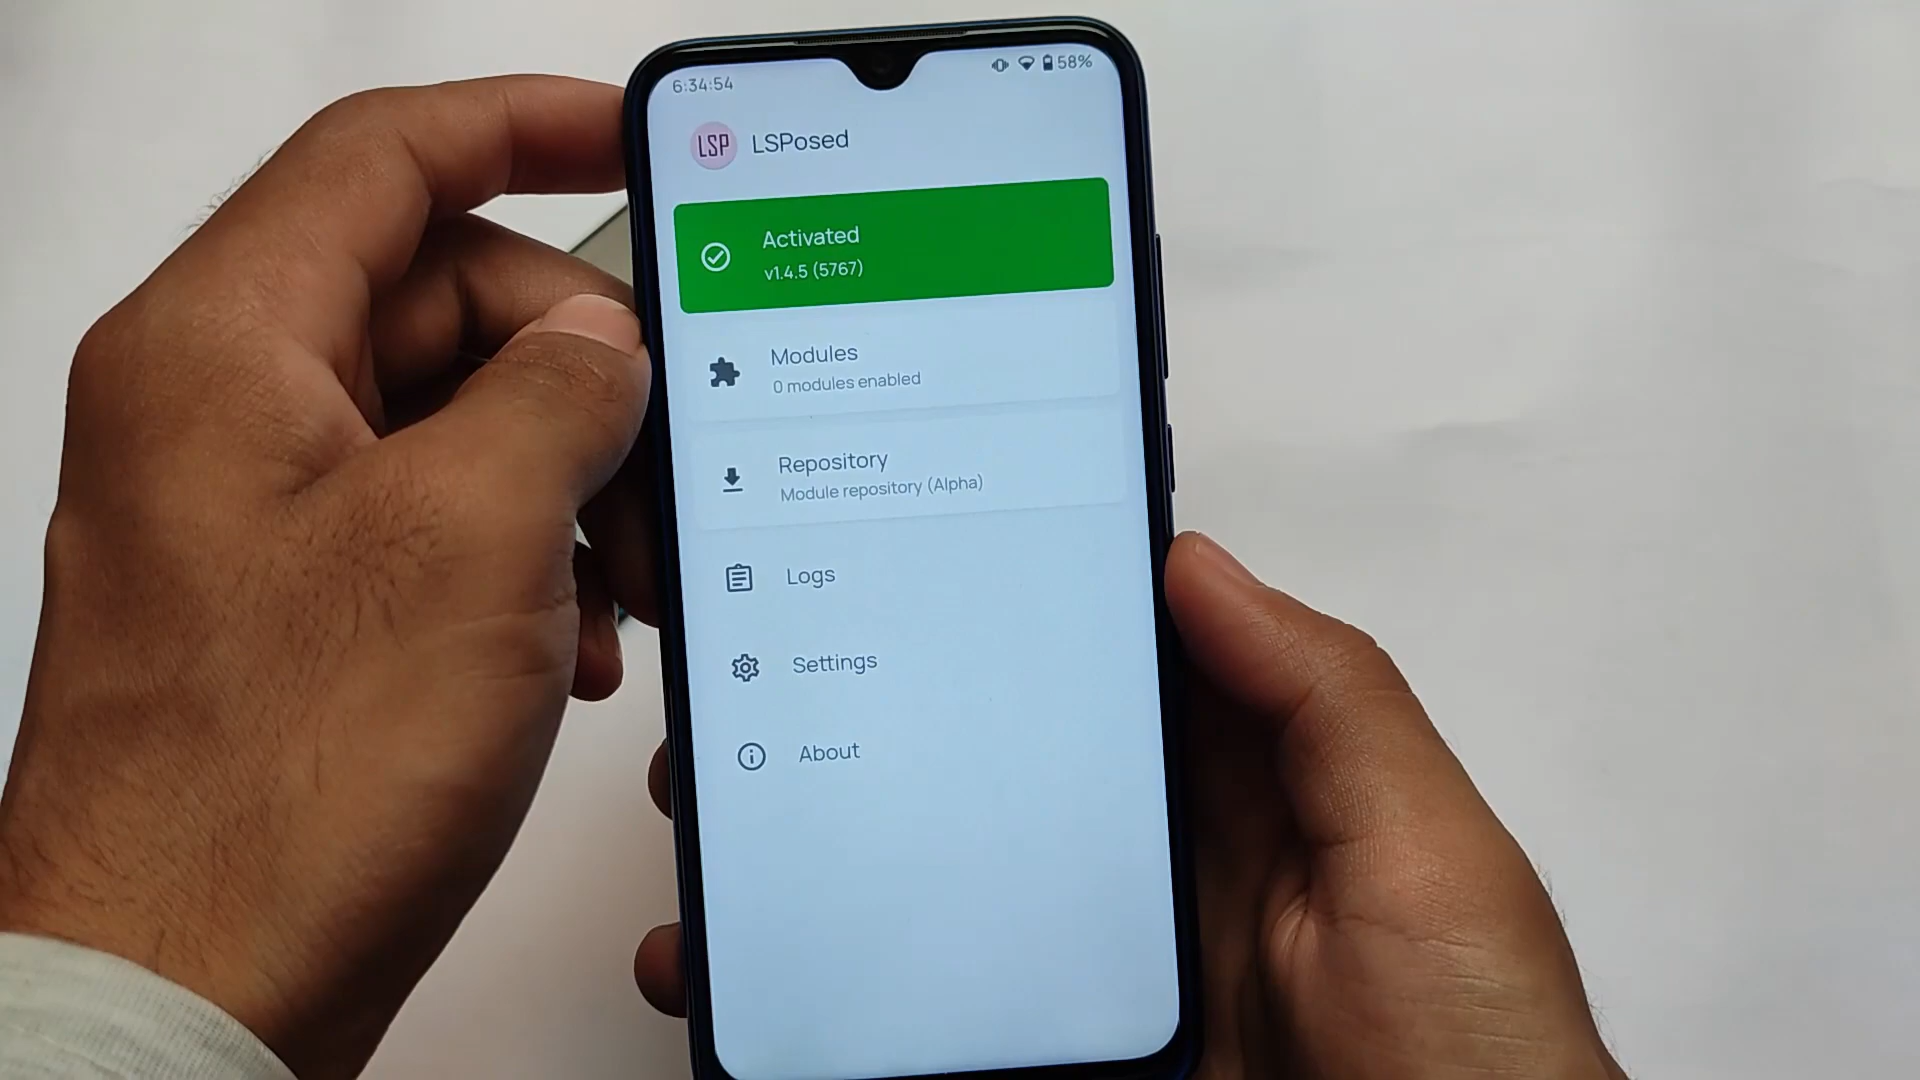 6:34:54
58%
LSP LSPosed
Activated
v1.4.5 (5767)
Modules
0 modules enabled
Repository
Module repository (Alpha)
Logs
Settings
About